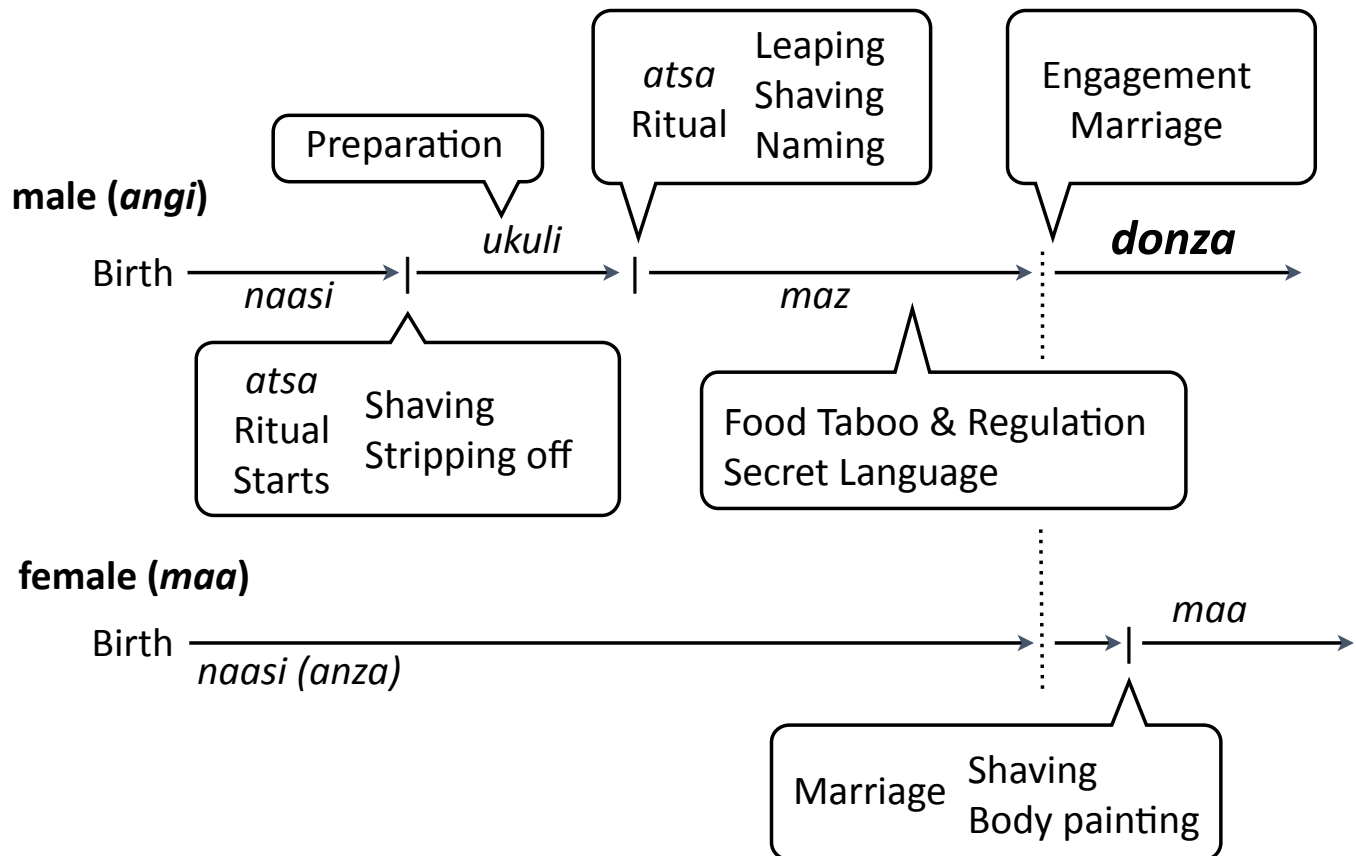 Leaping
atsa
Shaving
Ritual
Naming
Engagement
Marriage
Preparation
male (angi)
ukuli
donza
Birth
naasi
maz
atsa
Ritual
Starts
Shaving
Stripping off
Food Taboo & Regulation
Secret Language
female (maa)
Birth
maa
naasi (anza)
Marriage
Shaving
Body painting